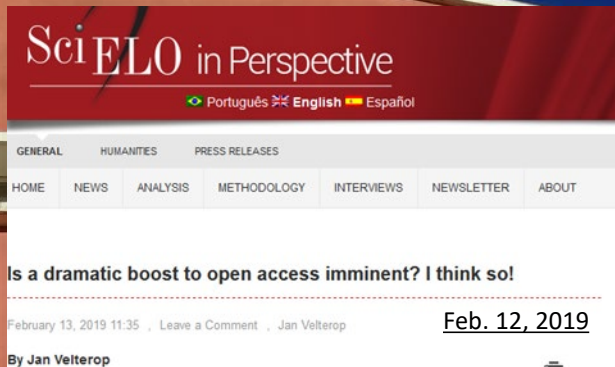 SciELO in Perspective
Português English Español
GENERAL HUMANITIES PRESS RELEASES
HOME NEWS ANALYSIS METHODOLOGY INTERVIEWS NEWSLETTER ABOUT
Is a dramatic boost to open access imminent? I think so!
February 13, 2019 11:35 , Leave a Comment , Jan Velterop
Feb. 12, 2019
By Jan Velterop